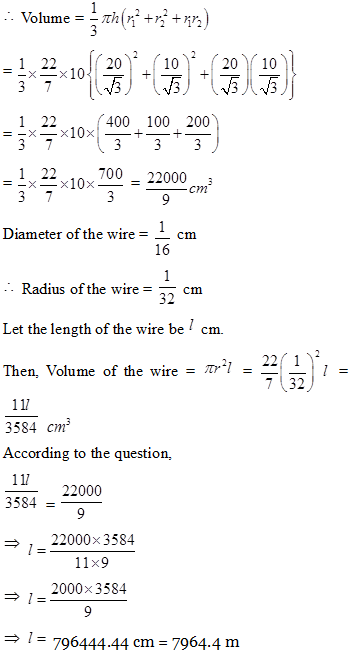 ∴ Volume = 1/3 πh(r₁² + r₂² + r₁r₂)
= 1/3 × 22/7 × 10{(20/√3)² + (10/√3)² + (20/√3)(10/√3)}
= 1/3 × 22/7 × 10 × (400/3 + 100/3 + 200/3)
= 1/3 × 22/7 × 10 × 700/3 = 22000/9 cm³
Diameter of the wire = 1/16 cm
∴ Radius of the wire = 1/32 cm
Let the length of the wire be l cm.
Then, Volume of the wire = πr²l = 22/7 (1/32)² l =
11l/3584 cm³
According to the question,
11l/3584 = 22000/9
⇒ l = 22000×3584/11×9
⇒ l = 2000×3584/9
⇒ l = 796444.44 cm = 7964.4 m